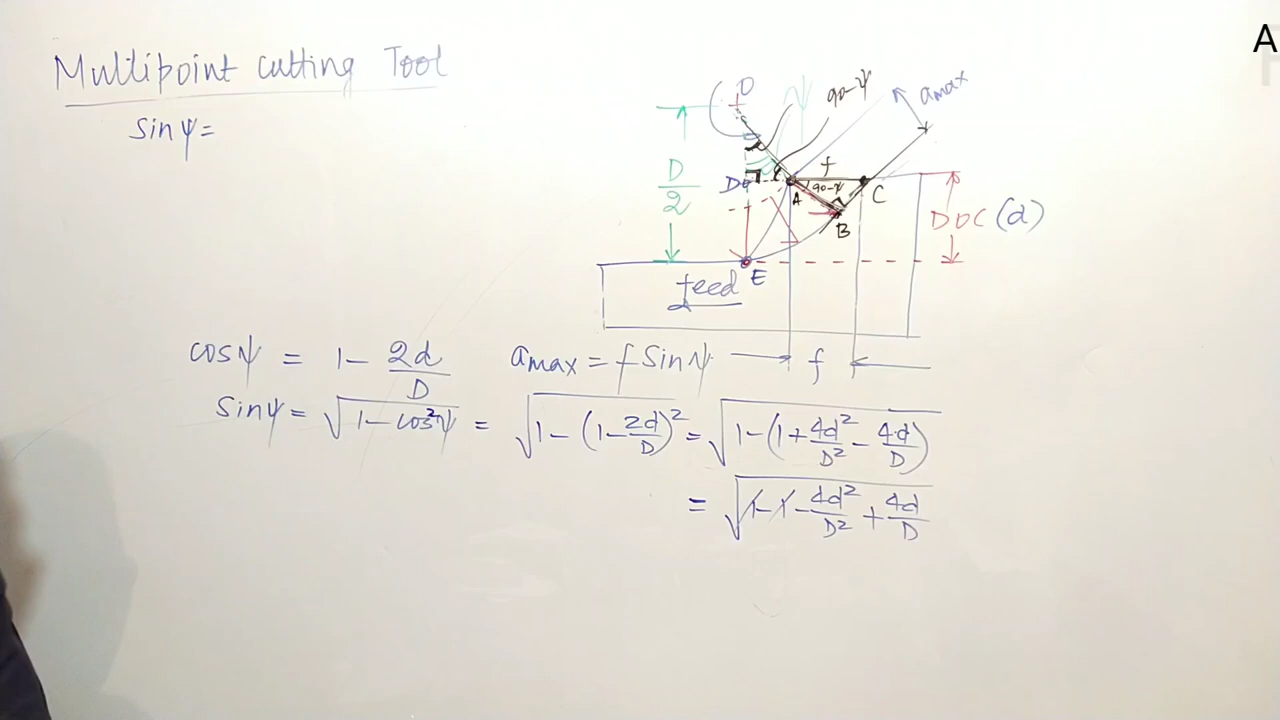 A
Multipoint Cutting Tool
sin ψ =
O
90-ψ
ψ
amax
D/2
f
90-ψ
A
C
B
DOC (d)
E
feed
cos ψ = 1 - 2d/D
amax = f sin ψ
f
sin ψ = √(1 - cos²ψ) = √(1 - (1 - 2d/D)²) = √(1 - (1 + 4d²/D² - 4d/D))
= √(1 - 1 - 4d²/D² + 4d/D)